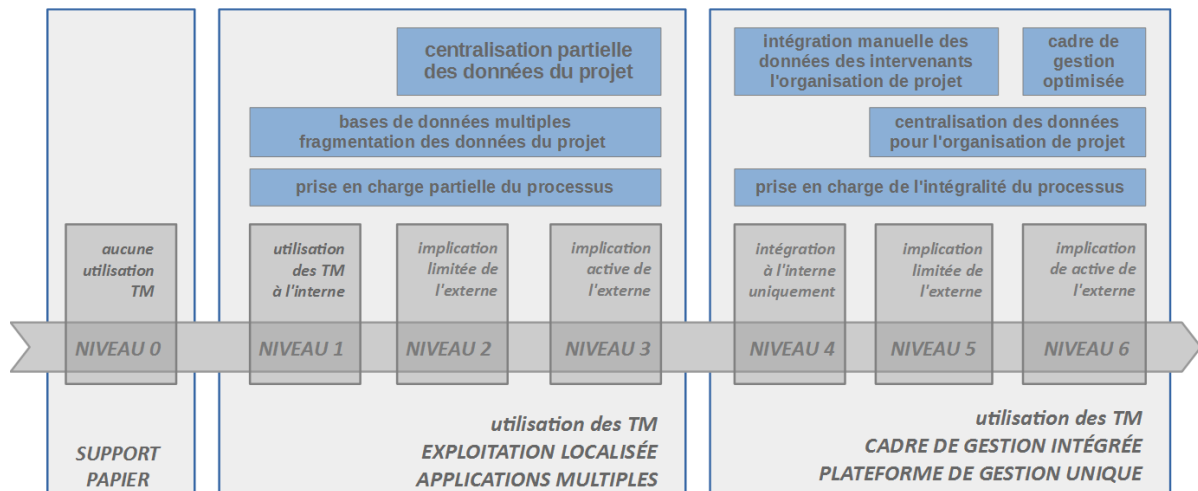 centralisation partielle
des données du projet
bases de données multiples
fragmentation des données du projet
prise en charge partielle du processus
intégration manuelle des
données des intervenants
l'organisation de projet
cadre de
gestion
optimisée
centralisation des données
pour l'organisation de projet
prise en charge de l'intégralité du processus
aucune
utilisation
TM
utilisation
des TM
à l'interne
implication
limitée de
l'externe
implication
active de
l'externe
intégration
à l'interne
uniquement
implication
limitée de
l'externe
implication
de active de
l'externe
NIVEAU 0
NIVEAU 1
NIVEAU 2
NIVEAU 3
NIVEAU 4
NIVEAU 5
NIVEAU 6
SUPPORT
PAPIER
utilisation des TM
EXPLOITATION LOCALISÉE
APPLICATIONS MULTIPLES
utilisation des TM
CADRE DE GESTION INTÉGRÉE
PLATEFORME DE GESTION UNIQUE